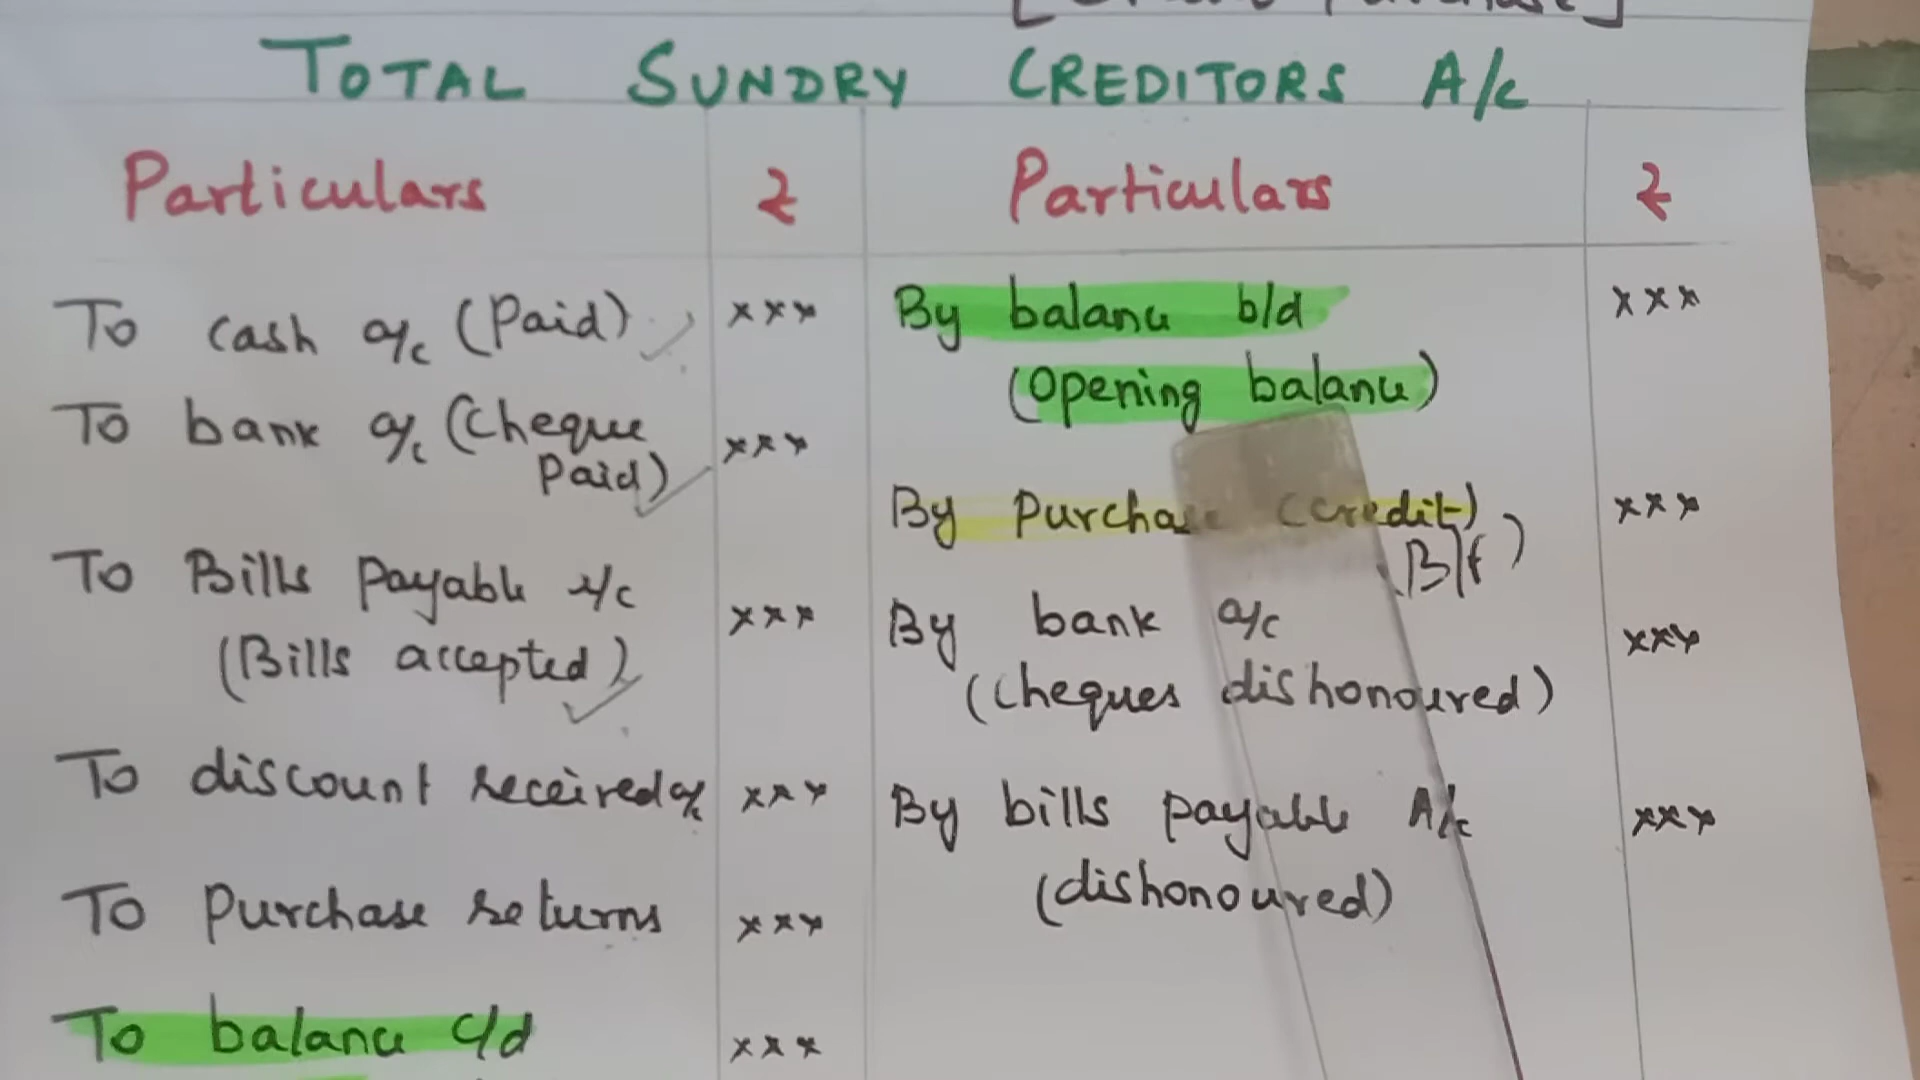 TOTAL SUNDRY CREDITORS A/c
Particulars ₹ Particulars ₹
To cash a/c (Paid) xxx
To bank a/c (Cheque xxx
Paid)
To Bills payable a/c
(Bills accepted) xxx
To discount received a/c xxx
To purchase returns xxx
To balance c/d xxx
By balance b/d xxx
(Opening balance)
By Purchase (credit) xxx
B/f)
By bank a/c xxx
(Cheques dishonoured)
By bills payable A/c xxx
(dishonoured)